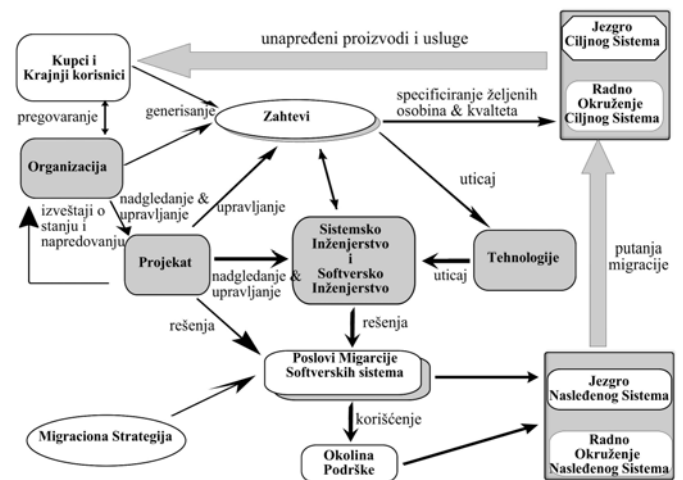 unapređeni proizvodi i usluge
Jezgro
Ciljnog Sistema
Kupci i
Krajnji korisnici
Radno
Okruženje
Ciljnog Sistema
pregovaranje
generisanje
Zahtevi
specificiranje željenih
osobina & kvalteta
Organizacija
nadgledanje &
upravljanje
upravljanje
uticaj
izveštaji o
stanju i
napredovanju
Projekat
Sistemsko
Inženjerstvo
i
Softversko
Inženjerstvo
Tehnologije
putanja
migracije
nadgledanje &
upravljanje
uticaj
rešenja
rešenja
Poslovi Migarcije
Softverskih sistema
Jezgro
Nasleđenog Sistema
Migraciona Strategija
korišćenje
Okolina
Podrške
Radno
Okruženje
Nasleđenog Sistema